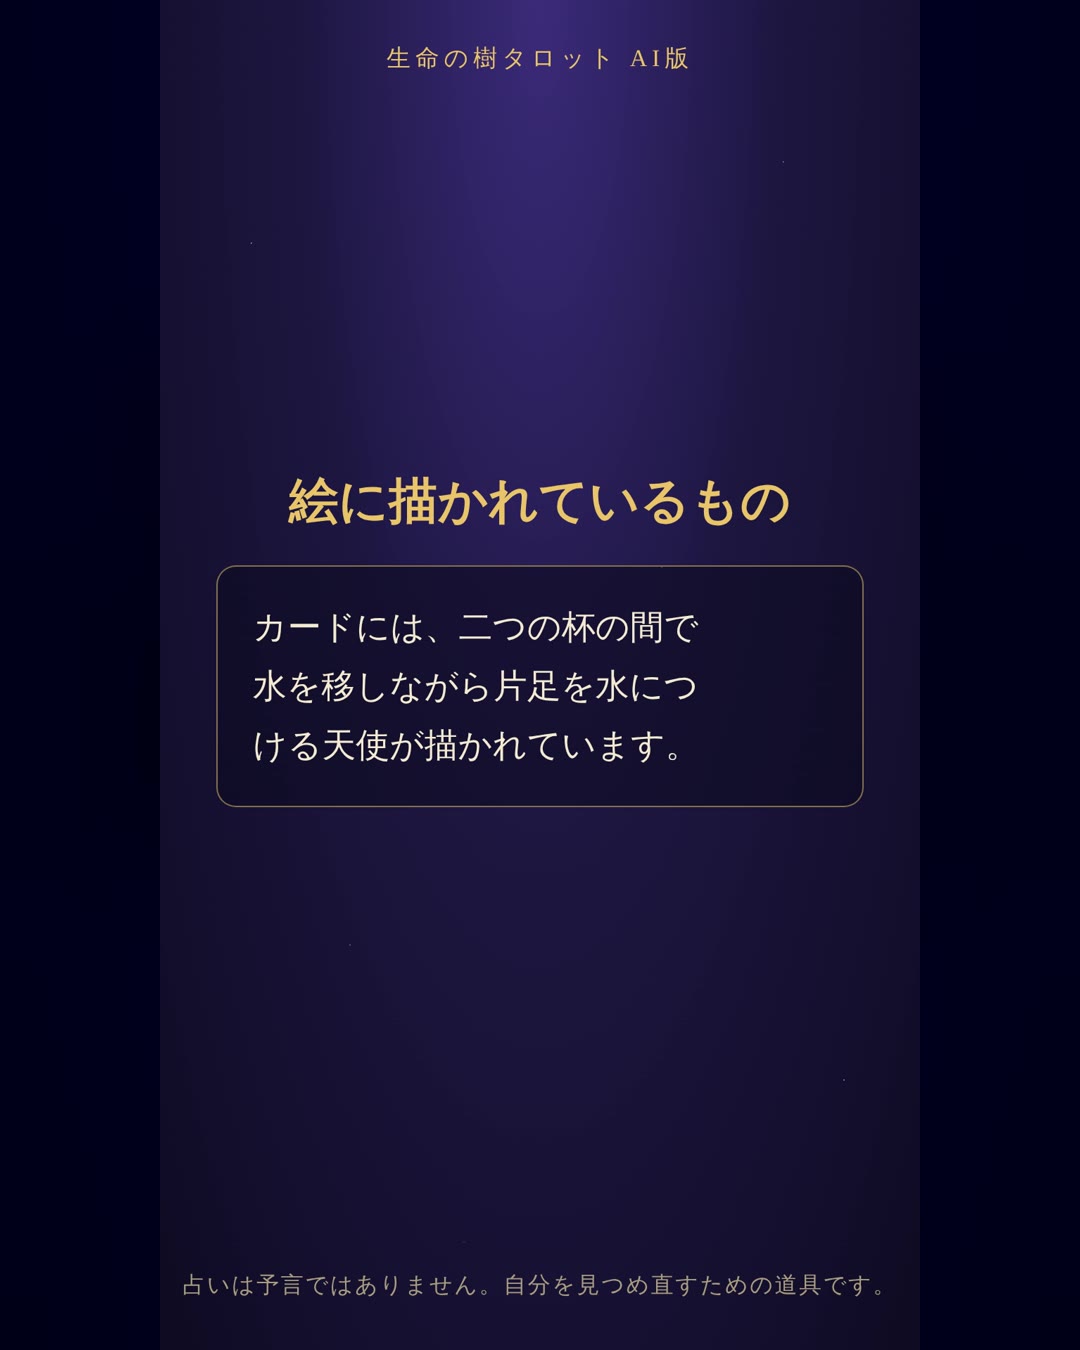 生命の樹タロット AI版
絵に描かれているもの
カードには、二つの杯の間で
水を移しながら片足を水につ
ける天使が描かれています。
占いは予言ではありません。自分を見つめ直すための道具です。